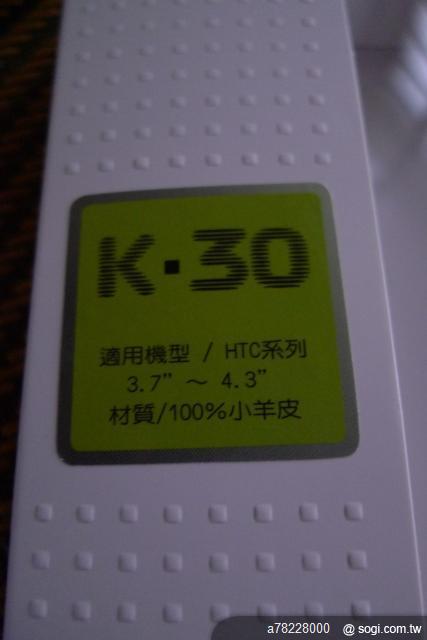 K·30
適用機型 / HTC系列
3.7” ～ 4.3”
材質/100%小羊皮
a78228000 @ sogi.com.tw